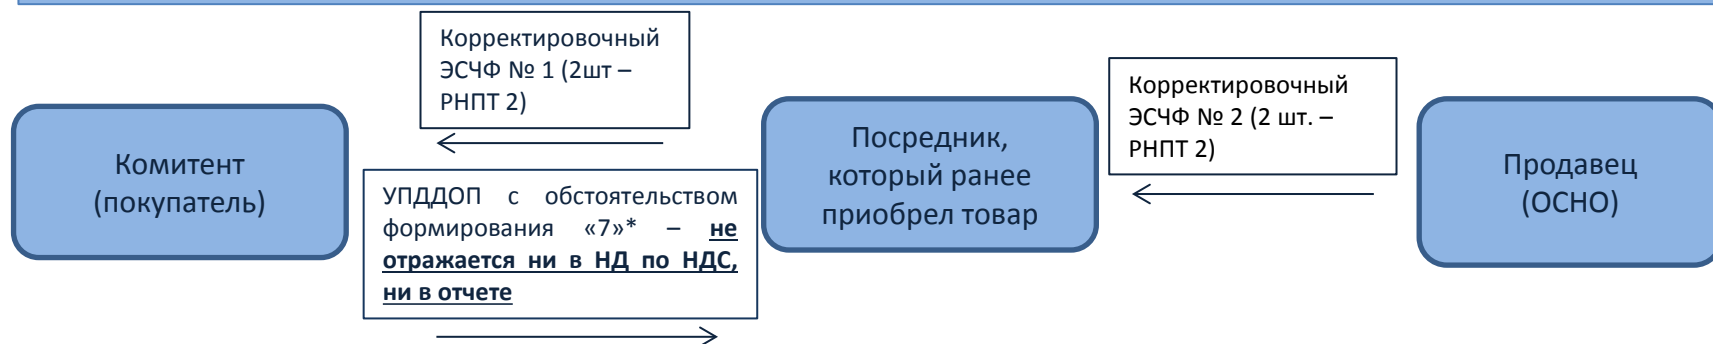 Комитент
(покупатель)
Корректировочный
ЭСЧФ № 1 (2шт –
РНПТ 2)
УПДДОП с обстоятельством
формирования «7»* – не
отражается ни в НД по НДС,
ни в отчете
Посредник,
который ранее
приобрел товар
Корректировочный
ЭСЧФ № 2 (2 шт. –
РНПТ 2)
Продавец
(ОСНО)